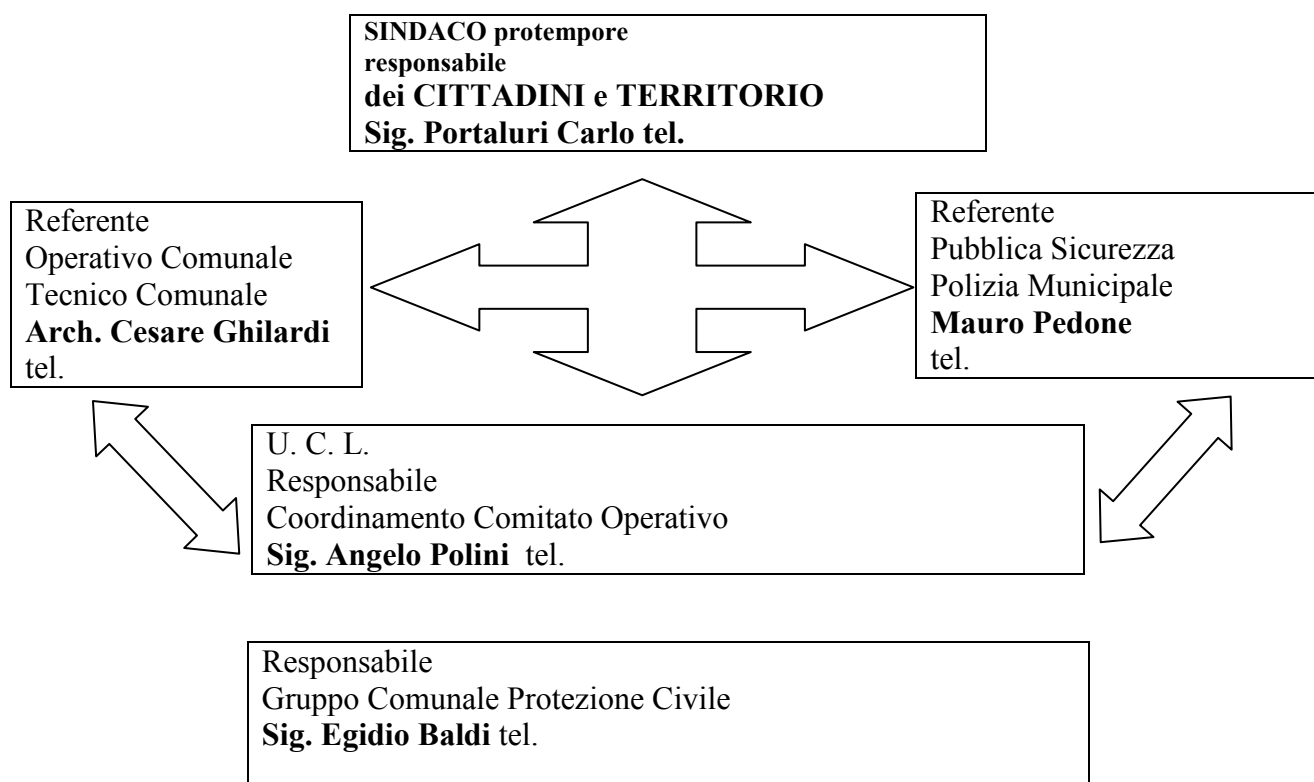 SINDACO protempore
responsabile
dei CITTADINI e TERRITORIO
Sig. Portaluri Carlo tel.
Referente
Operativo Comunale
Tecnico Comunale
Arch. Cesare Ghilardi
tel.
Referente
Pubblica Sicurezza
Polizia Municipale
Mauro Pedone
tel.
U. C. L.
Responsabile
Coordinamento Comitato Operativo
Sig. Angelo Polini tel.
Responsabile
Gruppo Comunale Protezione Civile
Sig. Egidio Baldi tel.